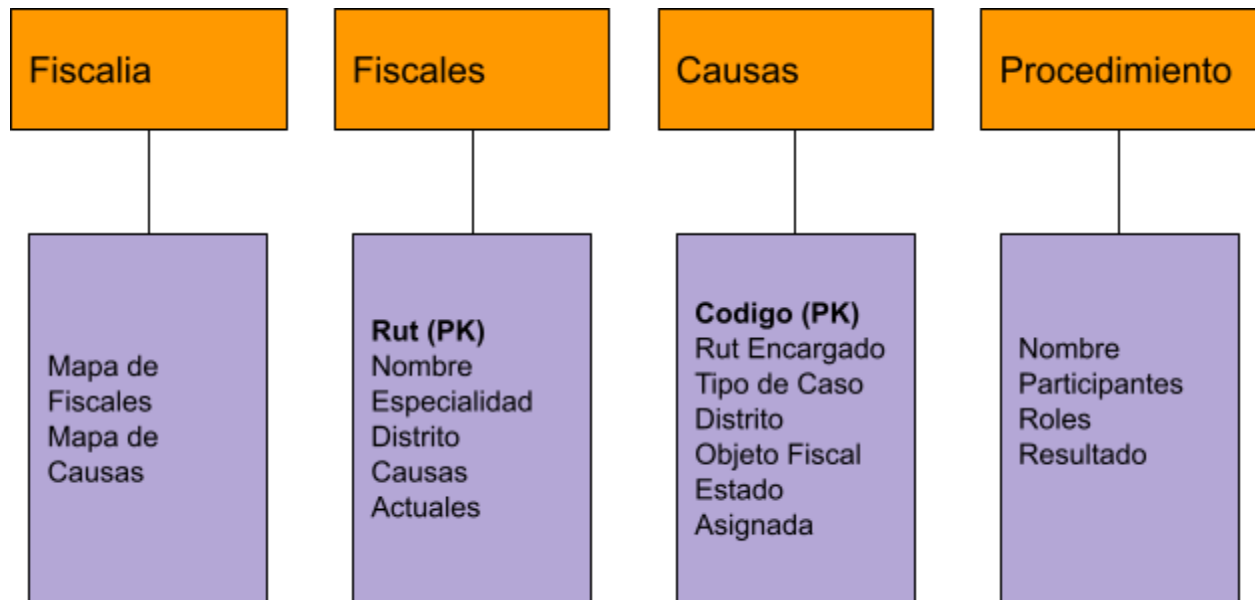 Fiscalia
Fiscales
Causas
Procedimiento
Mapa de
Fiscales
Mapa de
Causas
Rut (PK)
Nombre
Especialidad
Distrito
Causas
Actuales
Codigo (PK)
Rut Encargado
Tipo de Caso
Distrito
Objeto Fiscal
Estado
Asignada
Nombre
Participantes
Roles
Resultado